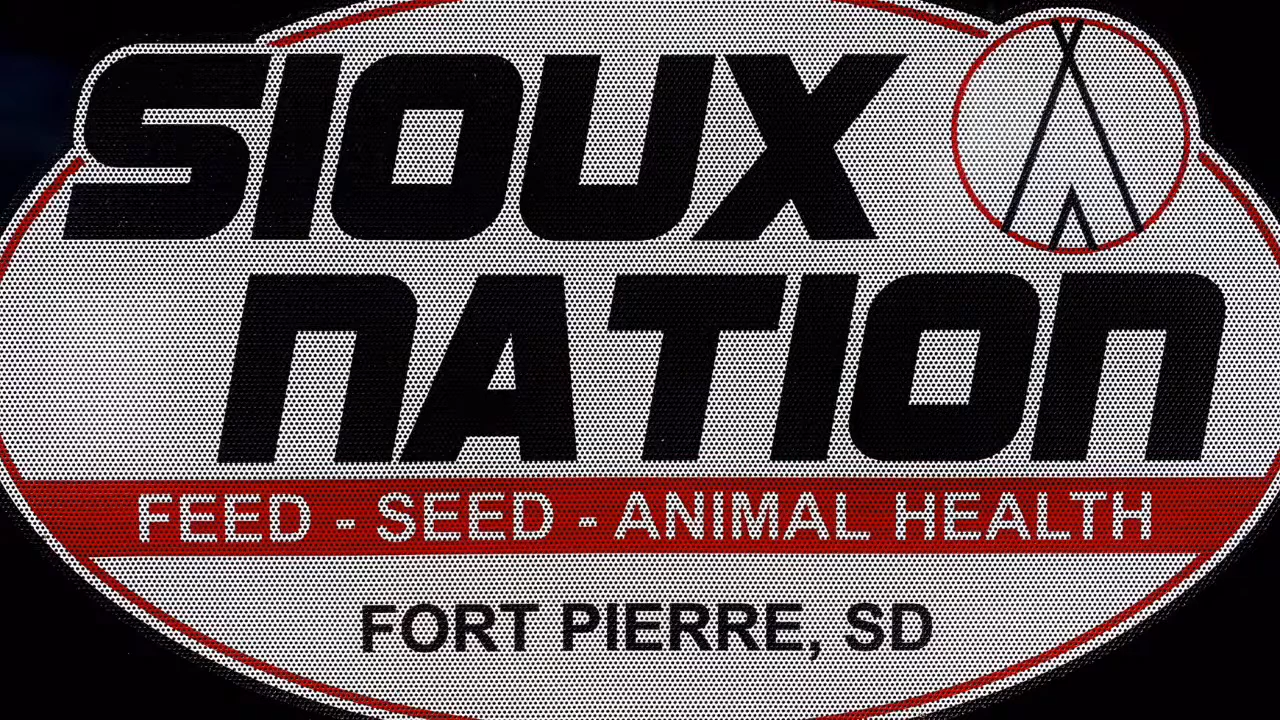 SIOUX
NATION
FEED - SEED - ANIMAL HEALTH
FORT PIERRE, SD